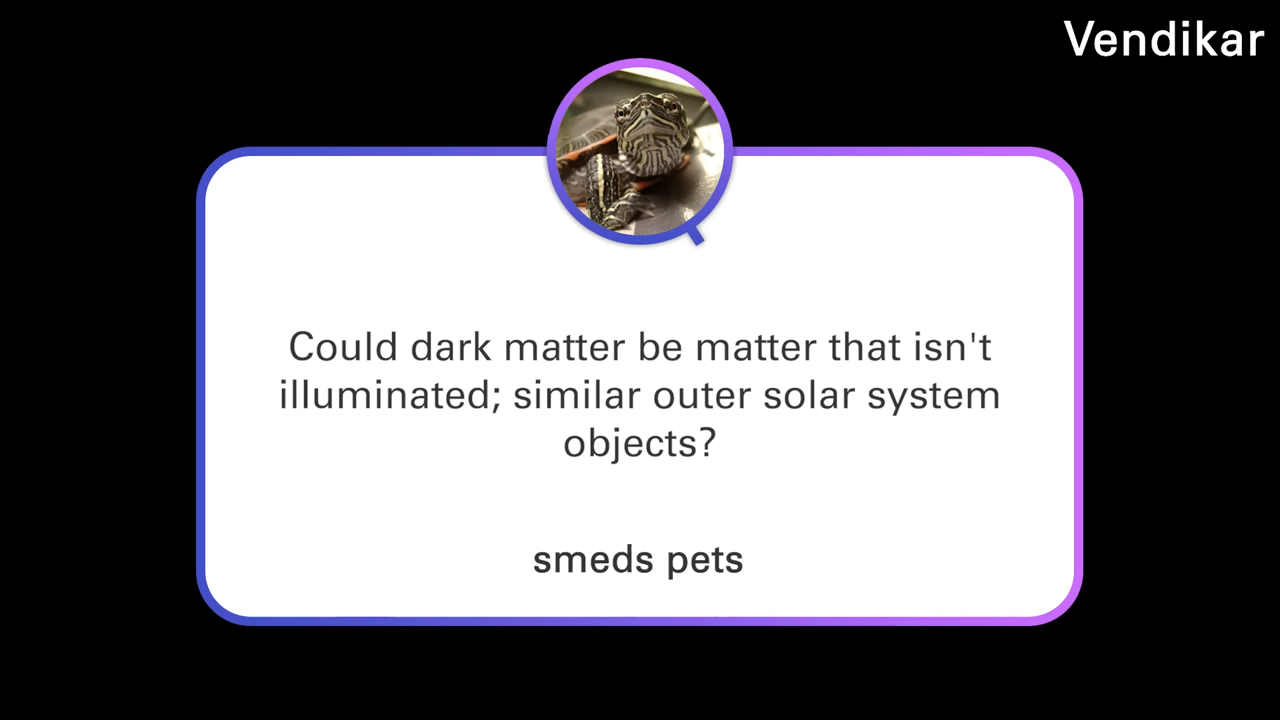 Vendikar
Could dark matter be matter that isn't
illuminated; similar outer solar system
objects?
smeds pets